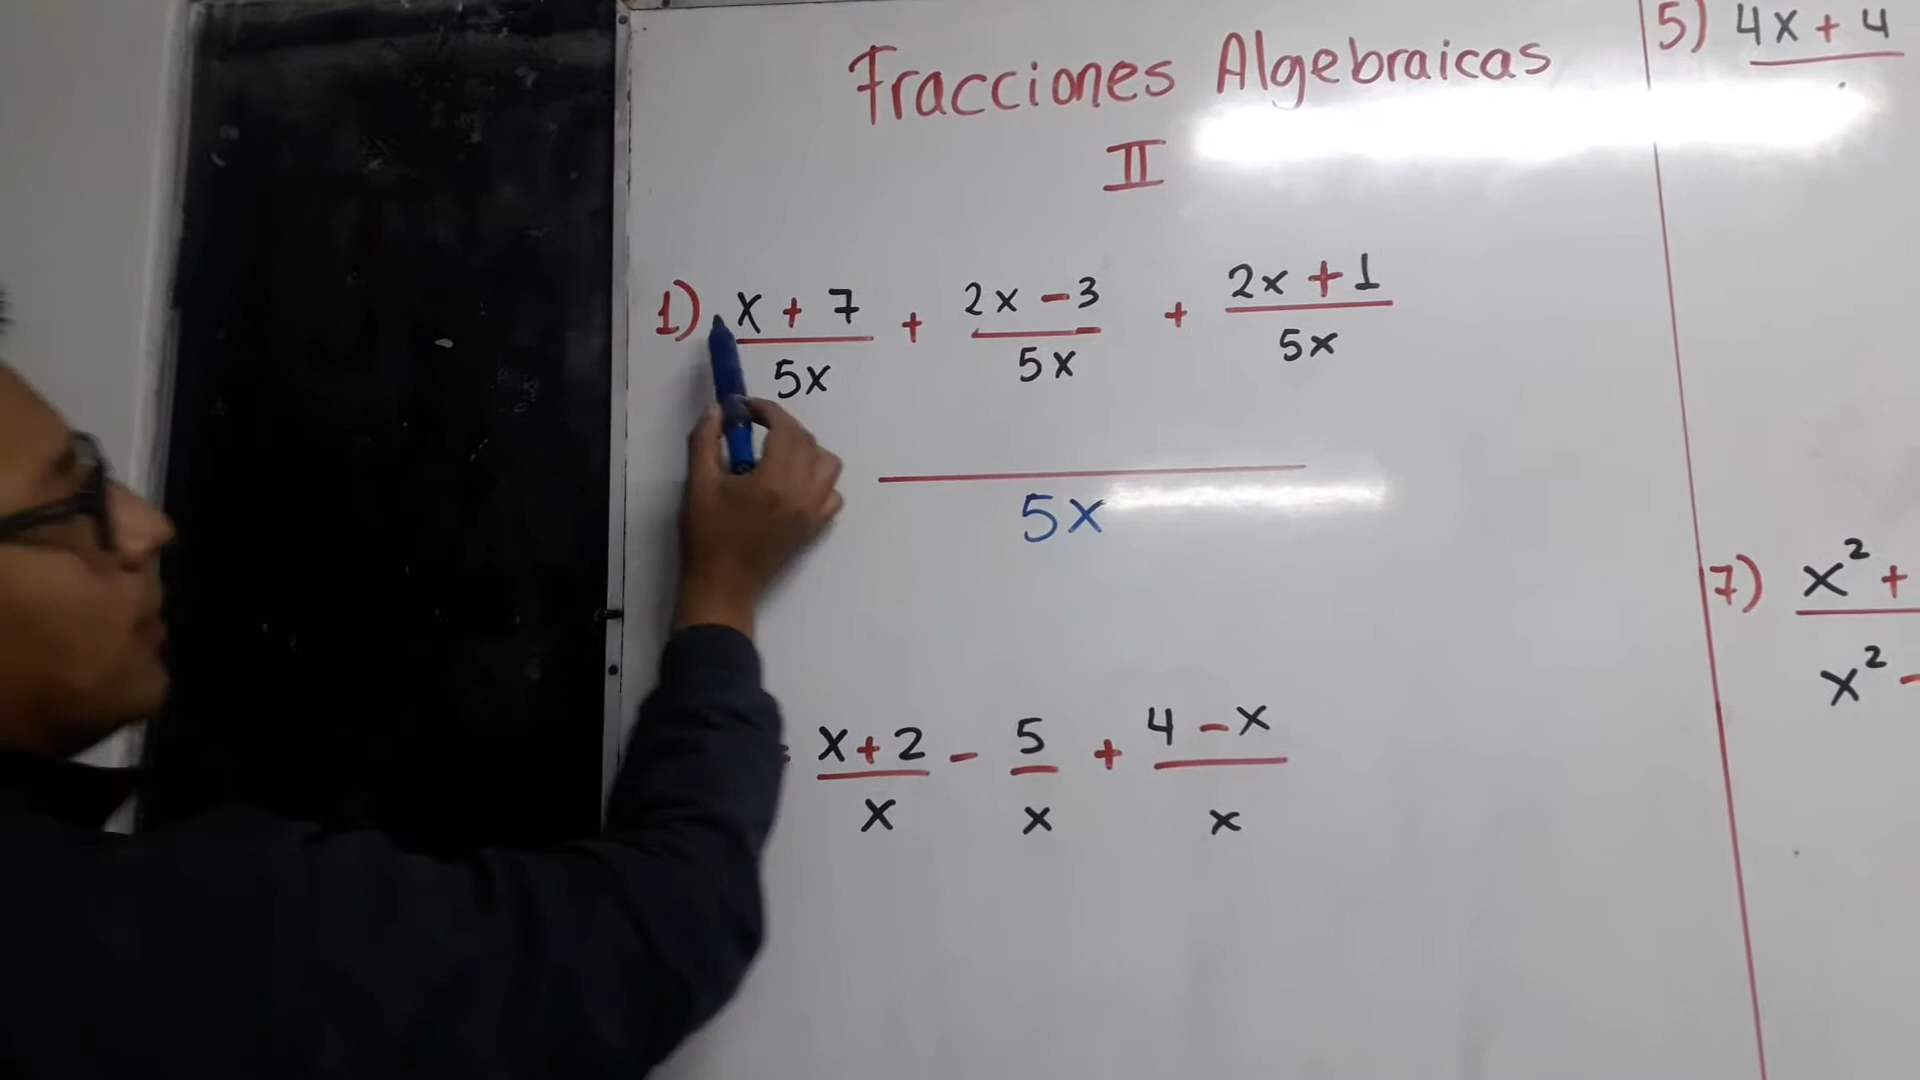 Fracciones Algebraicas
II
1) x + 7 + 2x - 3 + 2x + 1
5x 5x 5x
5x
x + 2 - 5 + 4 - x
x x x
5) 4x + 4
7) x² +
x² -